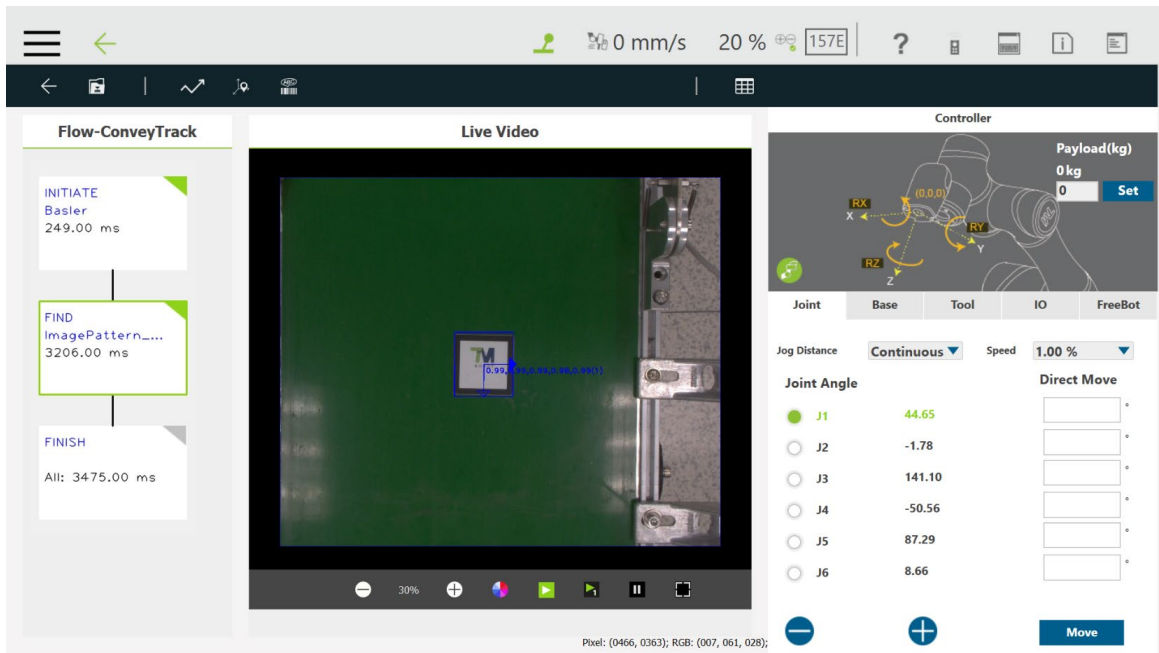 0 mm/s 20 % 157E ?
Flow-ConveyTrack
INITIATE
Basler
249.00 ms
FIND
ImagePattern_...
3206.00 ms
FINISH
All: 3475.00 ms
Live Video
TM
30%
1
Pixel: (0466, 0363); RGB: (007, 061, 028);
Controller
Payload(kg)
0 kg
0 Set
(0,0,0)
RX
X
RY
Y
RZ
Z
Joint Base Tool IO FreeBot
Jog Distance Continuous Speed 1.00 %
Joint Angle Direct Move
J1 44.65 °
J2 -1.78 °
J3 141.10 °
J4 -50.56 °
J5 87.29 °
J6 8.66 °
Move